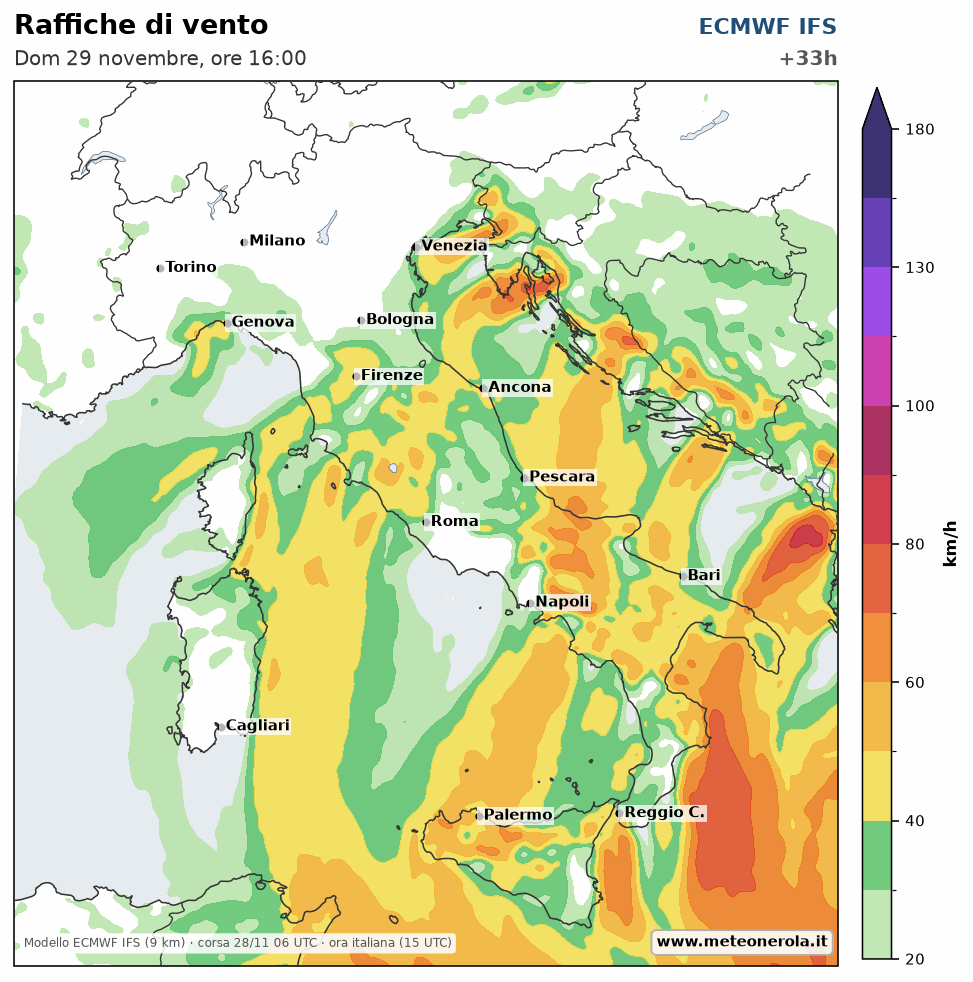 Raffiche di vento
ECMWF IFS
Dom 29 novembre, ore 16:00
+33h
180
Milano
Venezia
Torino
130
Genova
Bologna
Firenze
Ancona
100
Pescara
Roma
80
km/h
Bari
Napoli
60
Cagliari
Palermo
Reggio C.
40
Modello ECMWF IFS (9 km) · corsa 28/11 06 UTC · ora italiana (15 UTC)
www.meteonerola.it
20